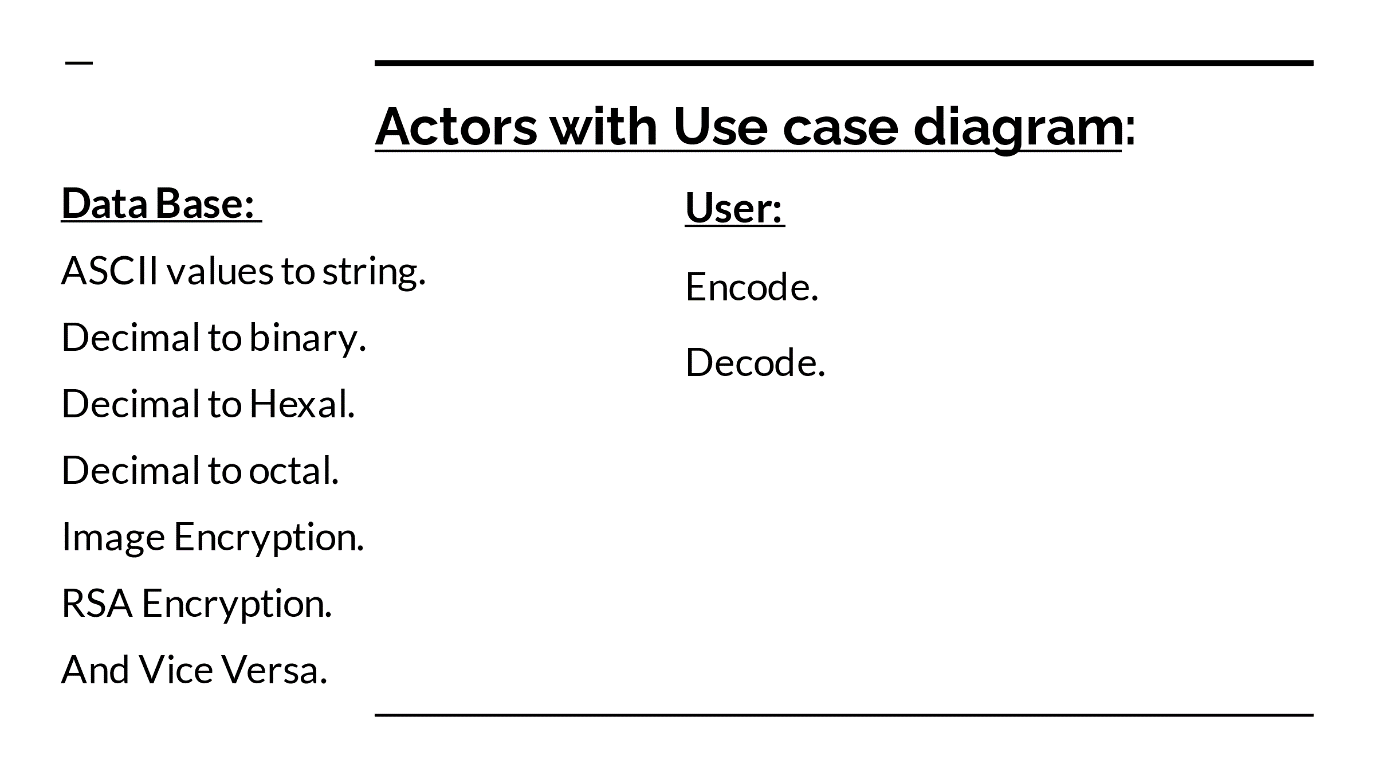 Actors with Use case diagram:
Data Base:
ASCII values to string.
Decimal to binary.
Decimal to Hexal.
Decimal to octal.
Image Encryption.
RSA Encryption.
And Vice Versa.
User:
Encode.
Decode.